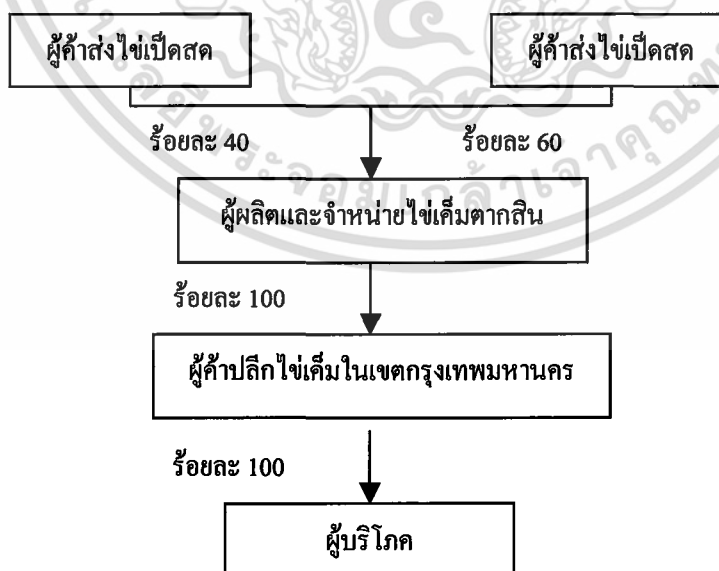 ผู้ค้าส่งไข่เป็ดสด
ผู้ค้าส่งไข่เป็ดสด
ร้อยละ 40
ร้อยละ 60
ผู้ผลิตและจำหน่ายไข่เค็มตากสิน
ร้อยละ 100
ผู้ค้าปลีกไข่เค็มในเขตกรุงเทพมหานคร
ร้อยละ 100
ผู้บริโภค